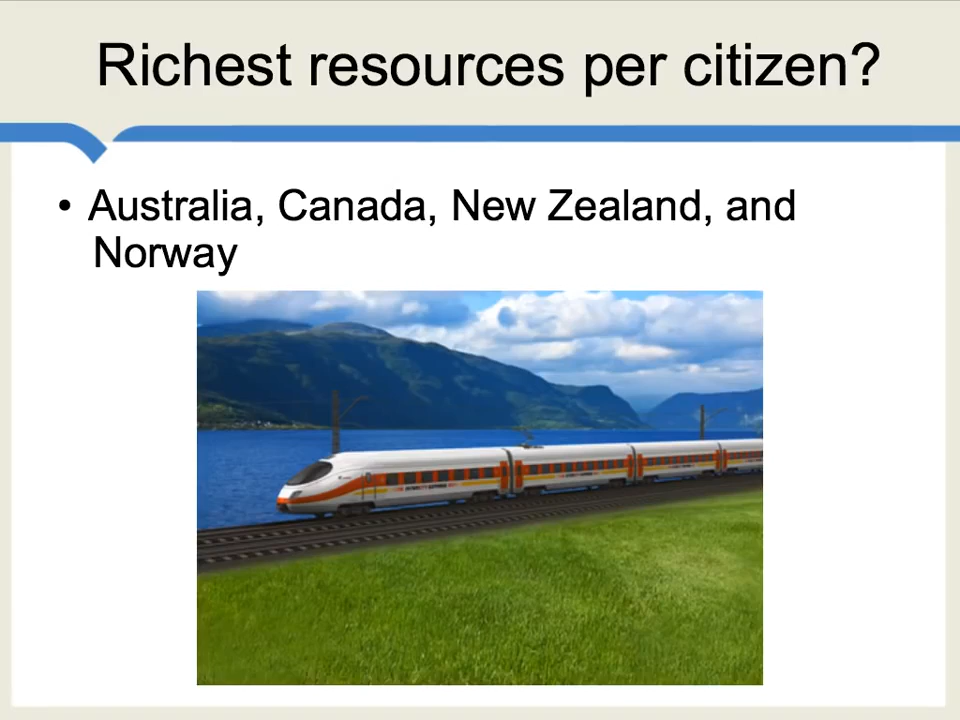 Richest resources per citizen?
• Australia, Canada, New Zealand, and
Norway